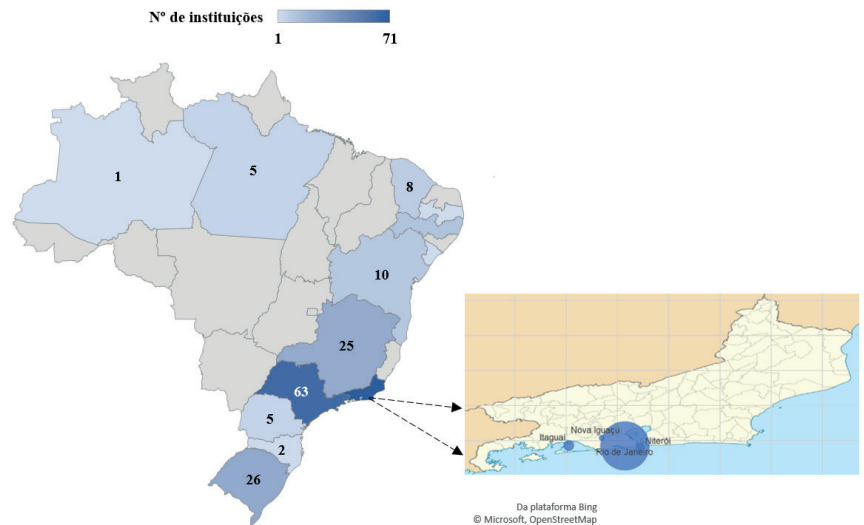 Nº de instituições
1 71
1
5
8
10
25
63
5
2
26
Nova Iguaçu
Itaguaí
Niterói
Rio de Janeiro
Da plataforma Bing
© Microsoft, OpenStreetMap